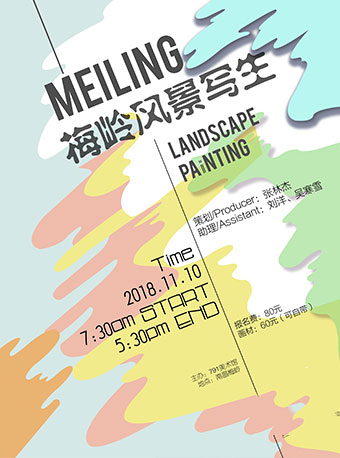 MEILING
梅岭风景写生
LANDSCAPE
PAiNTING
策划/Producer：张林杰
助理/Assistant：刘洋、吴寒雪
Time
2018.11.10
7:30am START
5:30pm END
报名费：80元
画材：60元（可自带）
主办：791美术馆
地点：南昌梅岭